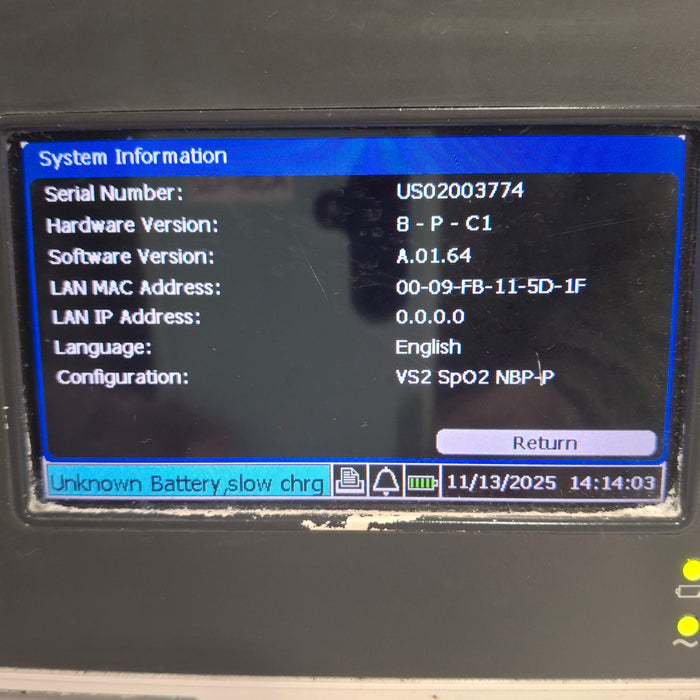 System Information
Serial Number: US02003774
Hardware Version: B - P - C1
Software Version: A.01.64
LAN MAC Address: 00-09-FB-11-5D-1F
LAN IP Address: 0.0.0.0
Language: English
Configuration: VS2 SpO2 NBP-P
Return
Unknown Battery,slow chrg 11/13/2025 14:14:03